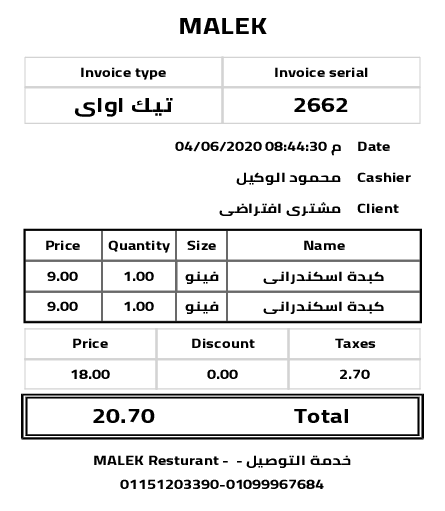 MALEK
Invoice type Invoice serial
تيك اواى 2662
04/06/2020 08:44:30 م Date
محمود الوكيل Cashier
مشترى افتراضى Client
Price Quantity Size Name
9.00 1.00 فينو كبدة اسكندرانى
9.00 1.00 فينو كبدة اسكندرانى
Price Discount Taxes
18.00 0.00 2.70
20.70 Total
MALEK Resturant - - خدمة التوصيل
01151203390-01099967684